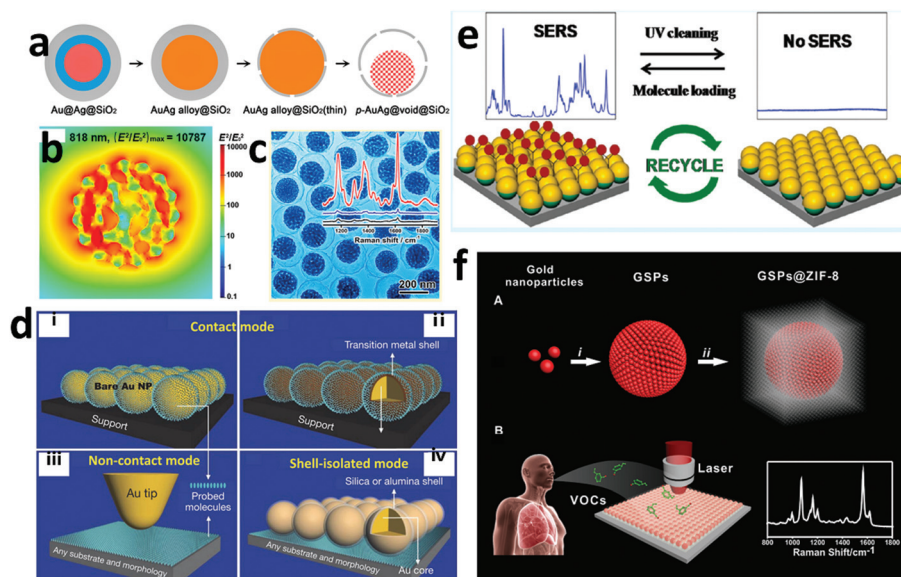 a
Au@Ag@SiO₂
AuAg alloy@SiO₂
AuAg alloy@SiO₂(thin)
p-AuAg@void@SiO₂
b
818 nm, (E²/E₀²)max = 10787
E²/E₀²
10000
1000
100
10
1
0.1
c
1200 1400 1600 1800
Raman shift / cm⁻¹
200 nm
d
i
Contact mode
ii
Bare Au NP
Support
Transition metal shell
Support
iii
Non-contact mode
Au tip
Probed
molecules
Any substrate and morphology
Shell-isolated mode
iv
Silica or alumina shell
Au core
Any substrate and morphology
e
SERS
UV cleaning
Molecule loading
No SERS
RECYCLE
f
Gold
nanoparticles
GSPs
GSPs@ZIF-8
A
i
ii
B
VOCs
Laser
800 1000 1200 1400 1600 1800
Raman Shift/cm⁻¹